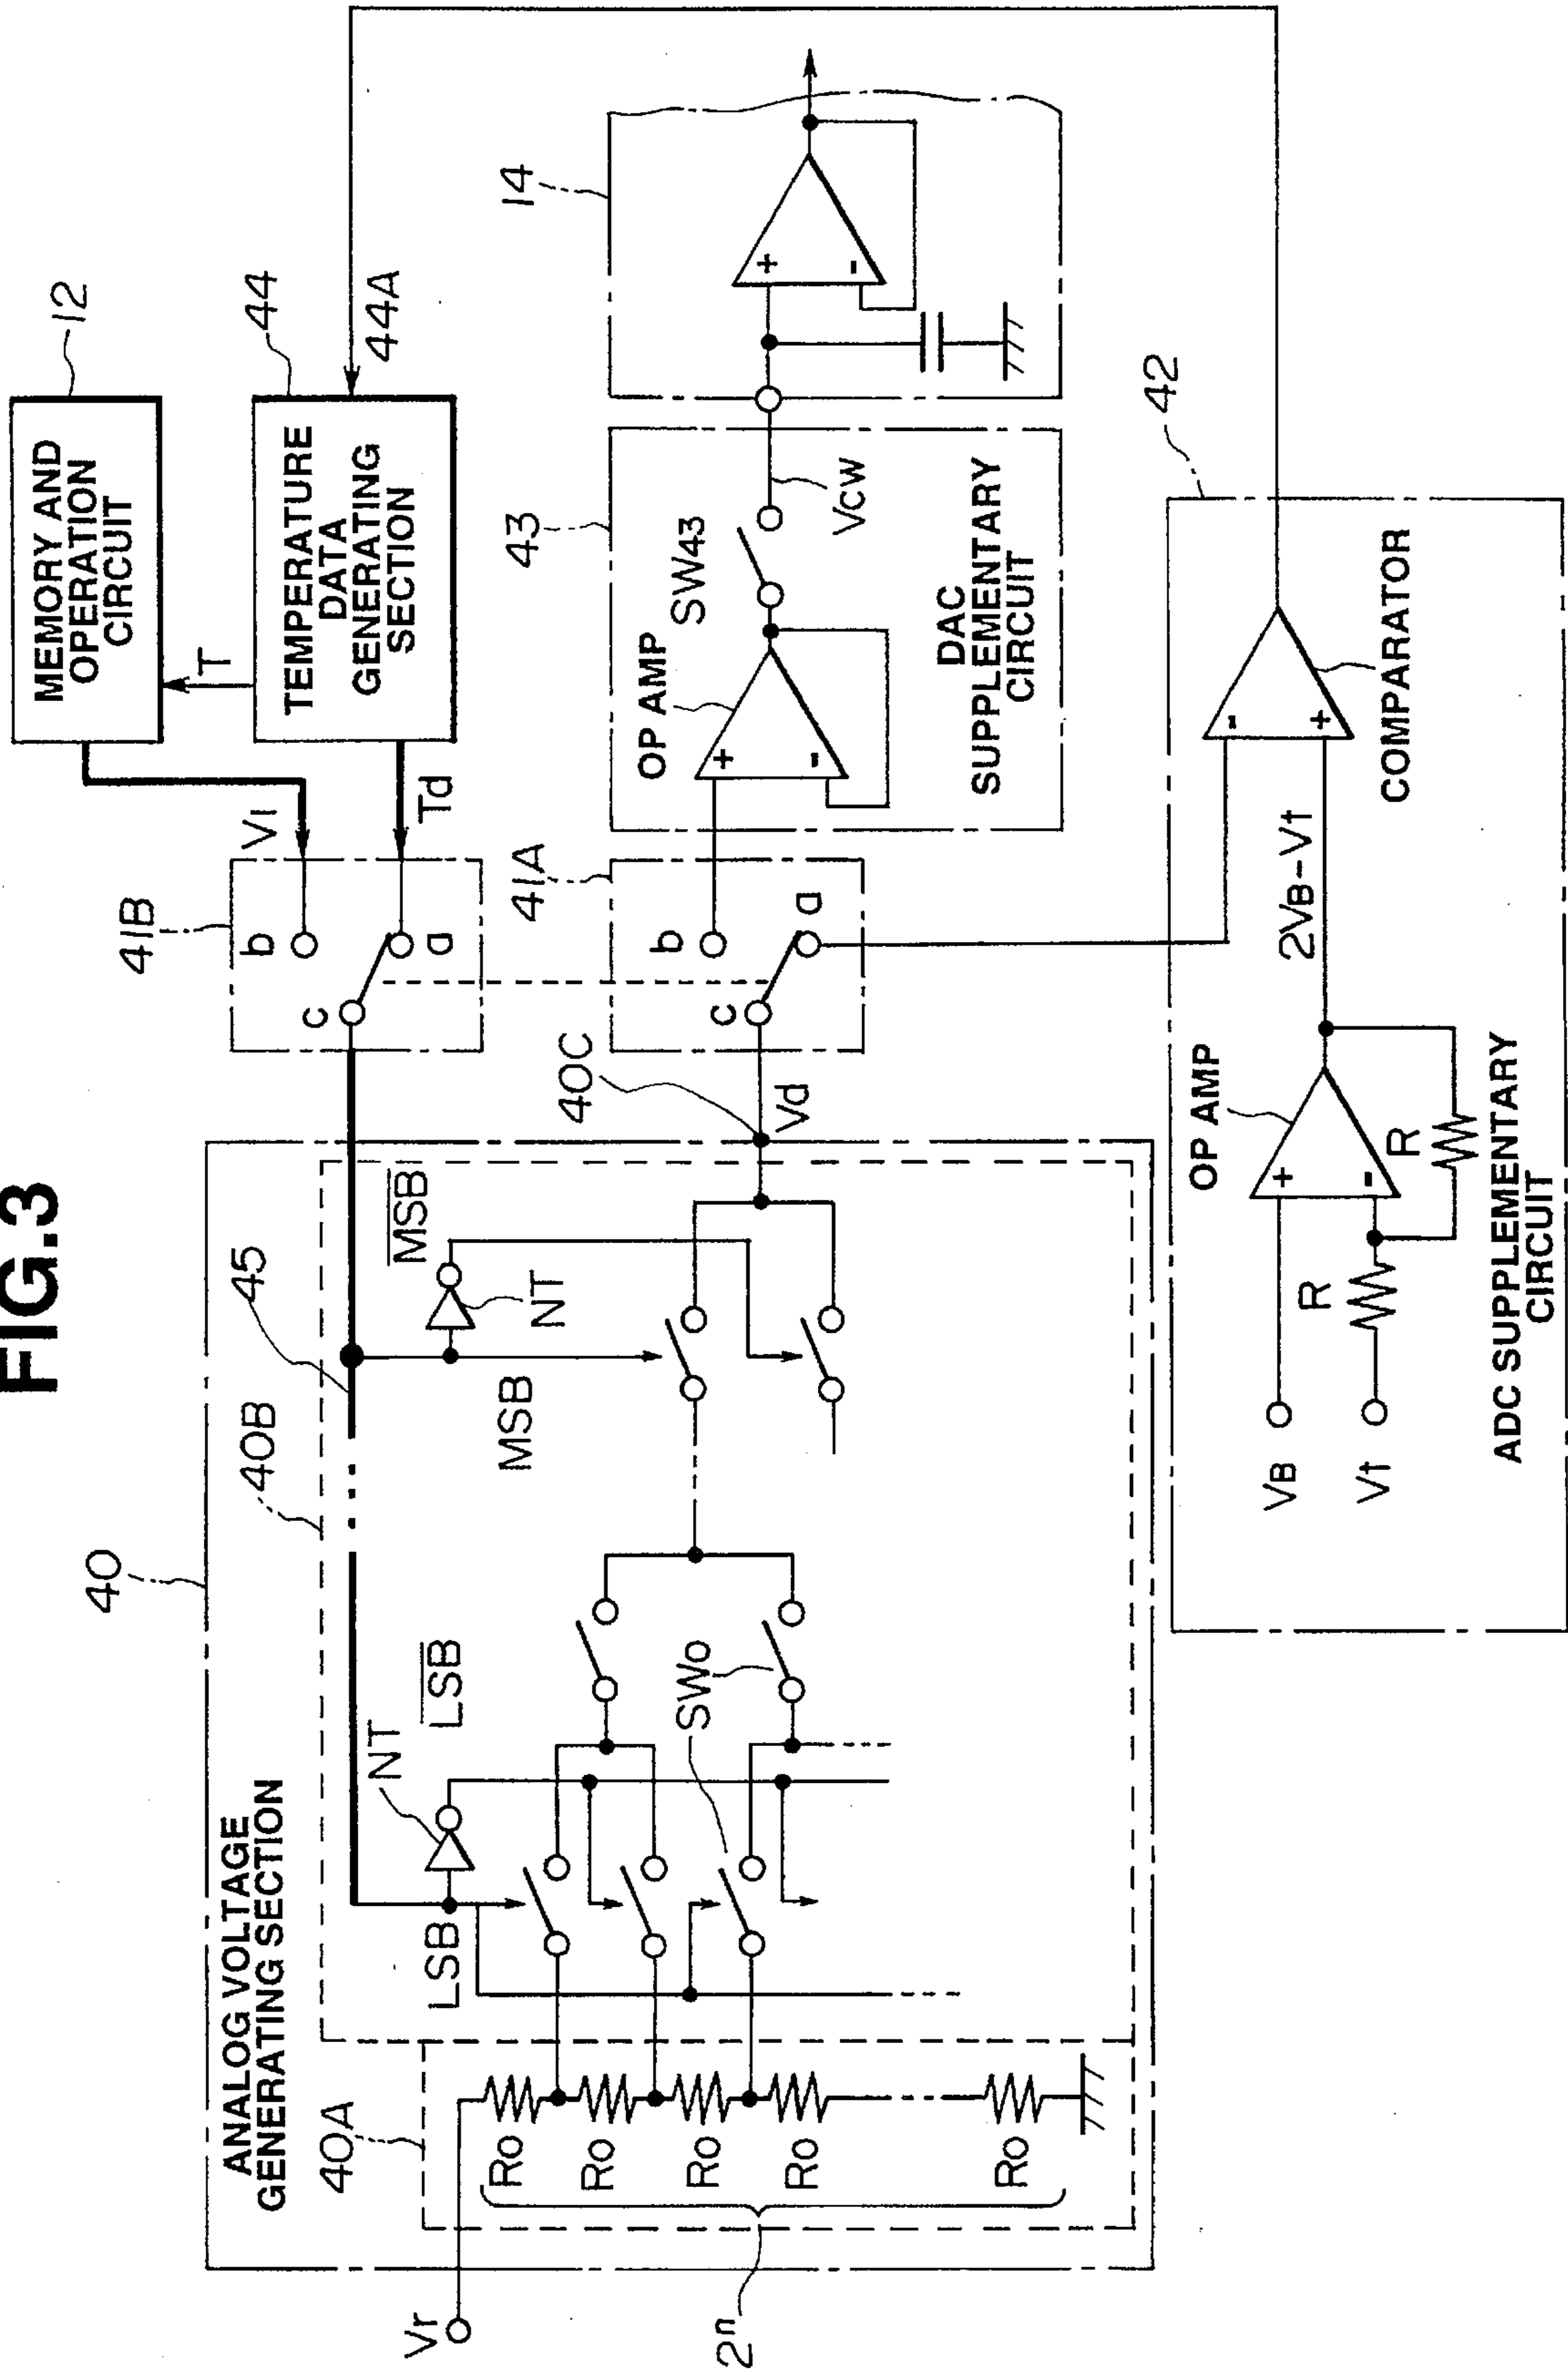 FIG.3
40
ANALOG VOLTAGE
GENERATING SECTION
40A
40B
45
Vr
2ⁿ
Ro
Ro
Ro
Ro
Ro
LSB
NT
L̅S̅B̅
SWo
MSB
NT
M̅S̅B̅
40C
Vd
41B
b
a
c
VI
Td
41A
b
a
c
MEMORY AND
OPERATION
CIRCUIT
12
T
TEMPERATURE
DATA
GENERATING
SECTION
44
44A
43
OP AMP
+
-
SW43
Vcw
DAC
SUPPLEMENTARY
CIRCUIT
14
+
-
42
VB
Vt
R
R
OP AMP
+
-
2VB-Vt
-
+
COMPARATOR
ADC SUPPLEMENTARY
CIRCUIT